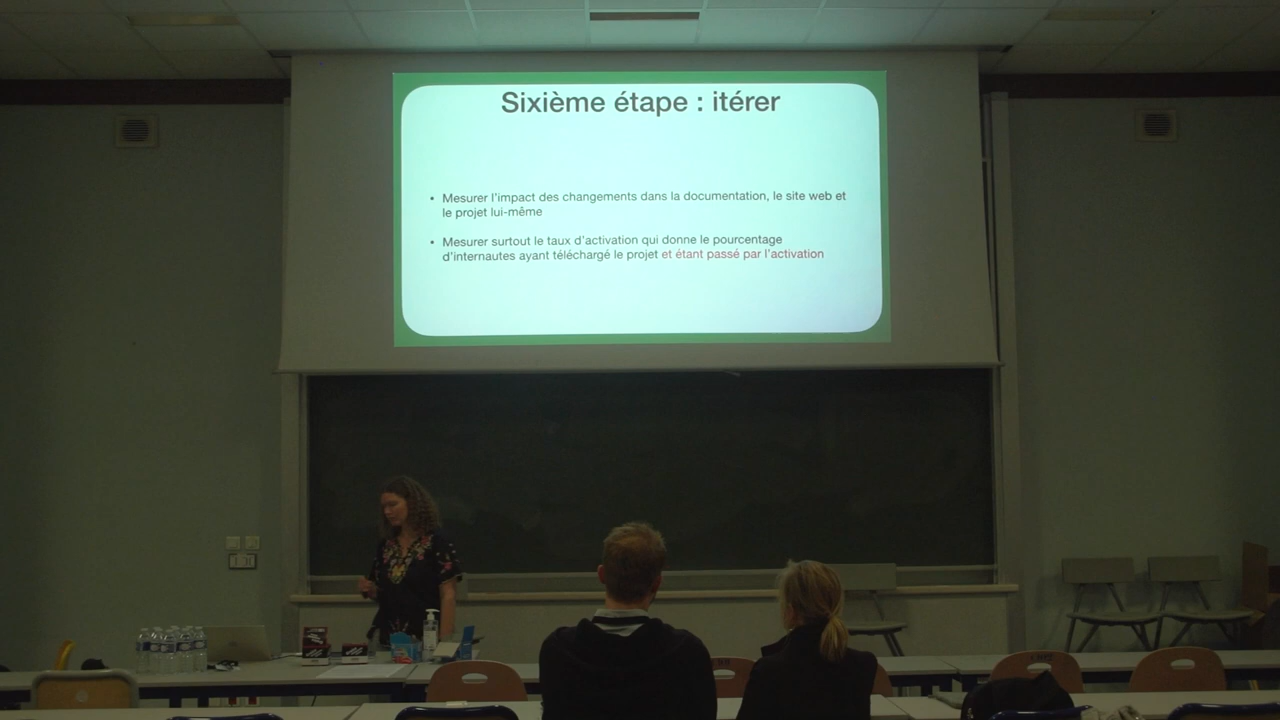 Sixième étape : itérer
• Mesurer l'impact des changements dans la documentation, le site web et
le projet lui-même
• Mesurer surtout le taux d'activation qui donne le pourcentage
d'internautes ayant téléchargé le projet et étant passé par l'activation